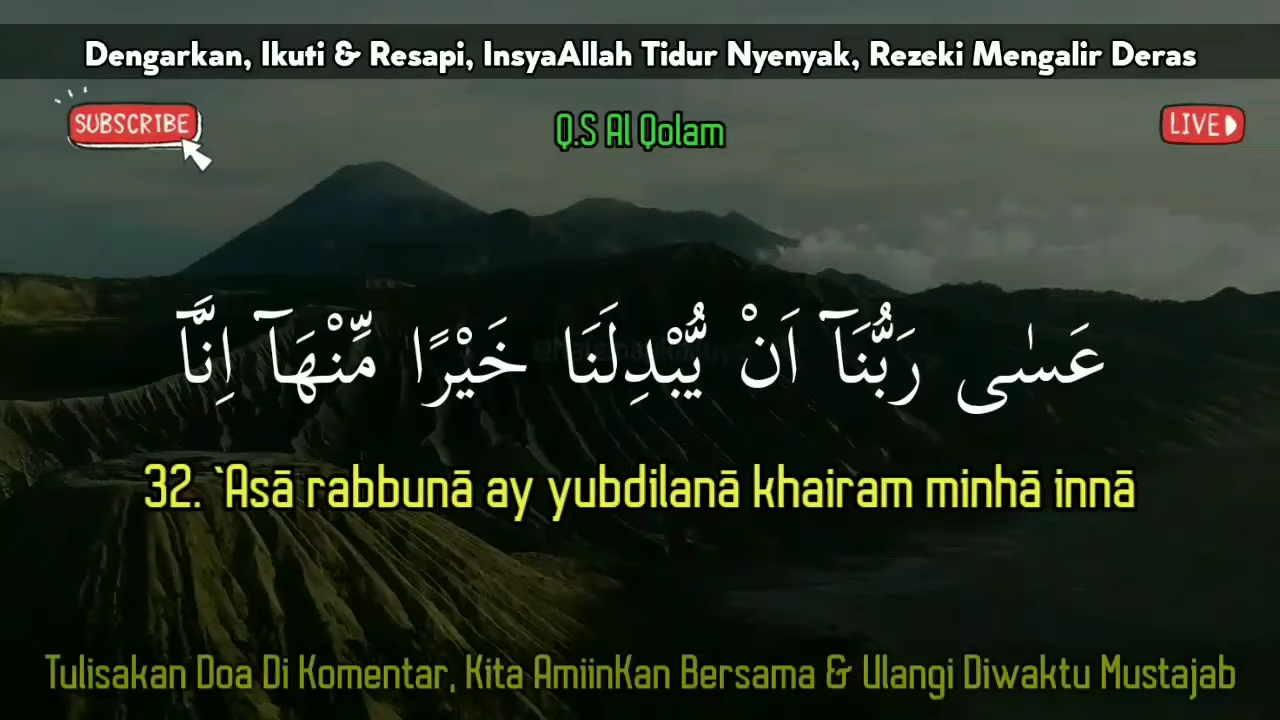 Dengarkan, Ikuti & Resapi, InsyaAllah Tidur Nyenyak, Rezeki Mengalir Deras
SUBSCRIBE
Q.S Al Qolam
LIVE
عَسٰى رَبُّنَآ اَنْ يُّبْدِلَنَا خَيْرًا مِّنْهَآ اِنَّآ
32. `Asā rabbunā ay yubdilanā khairam minhā innā
Tulisakan Doa Di Komentar, Kita AmiinKan Bersama & Ulangi Diwaktu Mustajab